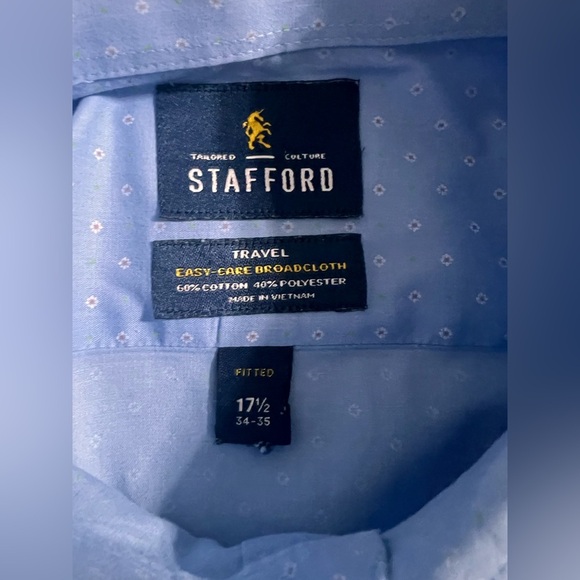 TAILORED CULTURE
STAFFORD
TRAVEL
EASY-CARE BROADCLOTH
60% COTTON 40% POLYESTER
MADE IN VIETNAM
FITTED
17½
34-35